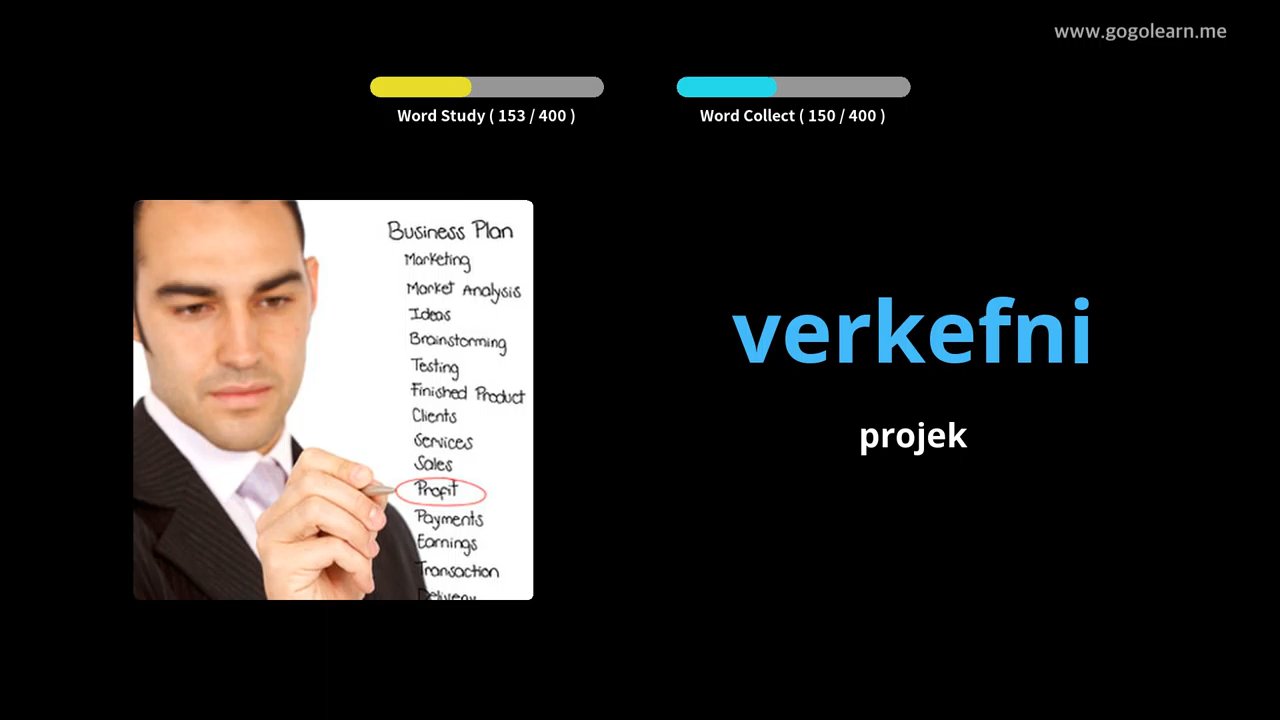 www.gogolearn.me
Word Study ( 153 / 400 )
Word Collect ( 150 / 400 )
Business Plan
Marketing
Market Analysis
Ideas
Brainstorming
Testing
Finished Product
Clients
Services
Sales
Profit
Payments
Earnings
Transaction
Delivery
verkefni
projek